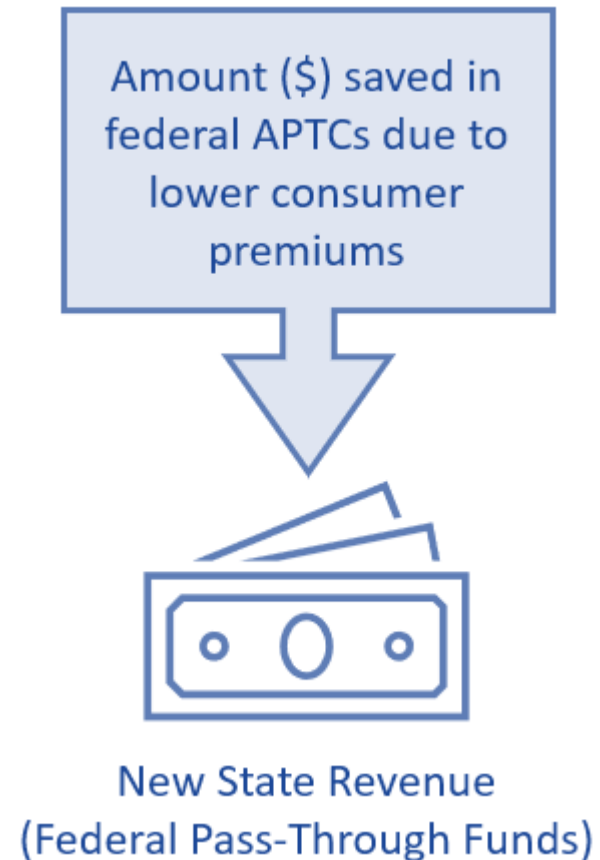 Amount ($) saved in
federal APTCs due to
lower consumer
premiums
New State Revenue
(Federal Pass-Through Funds)